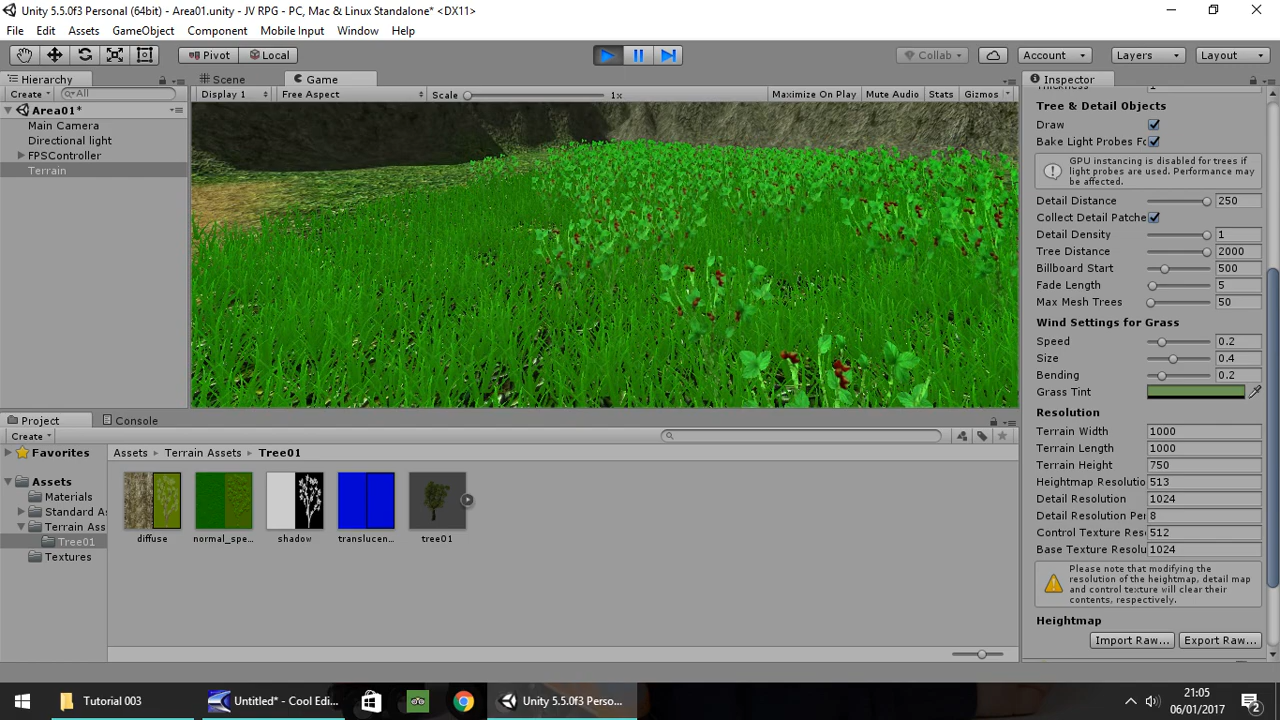 Unity 5.5.0f3 Personal (64bit) - Area01.unity - JV RPG - PC, Mac & Linux Standalone* <DX11>
File Edit Assets GameObject Component Mobile Input Window Help
Pivot Local Collab Account Layers Layout
Hierarchy
Create All
Area01*
Main Camera
Directional light
FPSController
Terrain
Scene Game
Display 1 Free Aspect Scale 1x Maximize On Play Mute Audio Stats Gizmos
Inspector
Thickness 1
Tree & Detail Objects
Draw
Bake Light Probes Fo
GPU instancing is disabled for trees if
light probes are used. Performance may
be affected.
Detail Distance 250
Collect Detail Patche
Detail Density 1
Tree Distance 2000
Billboard Start 500
Fade Length 5
Max Mesh Trees 50
Wind Settings for Grass
Speed 0.2
Size 0.4
Bending 0.2
Grass Tint
Resolution
Terrain Width 1000
Terrain Length 1000
Terrain Height 750
Heightmap Resolution 513
Detail Resolution 1024
Detail Resolution Per 8
Control Texture Reso 512
Base Texture Resolu 1024
Please note that modifying the
resolution of the heightmap, detail map
and control texture will clear their
contents, respectively.
Heightmap
Import Raw... Export Raw...
Project Console
Create
Favorites
Assets
Materials
Standard As
Terrain Ass
Tree01
Textures
Assets Terrain Assets Tree01
diffuse normal_spe... shadow translucen... tree01
Tutorial 003 Untitled* - Cool Edi... Unity 5.5.0f3 Perso...
21:05
06/01/2017
2